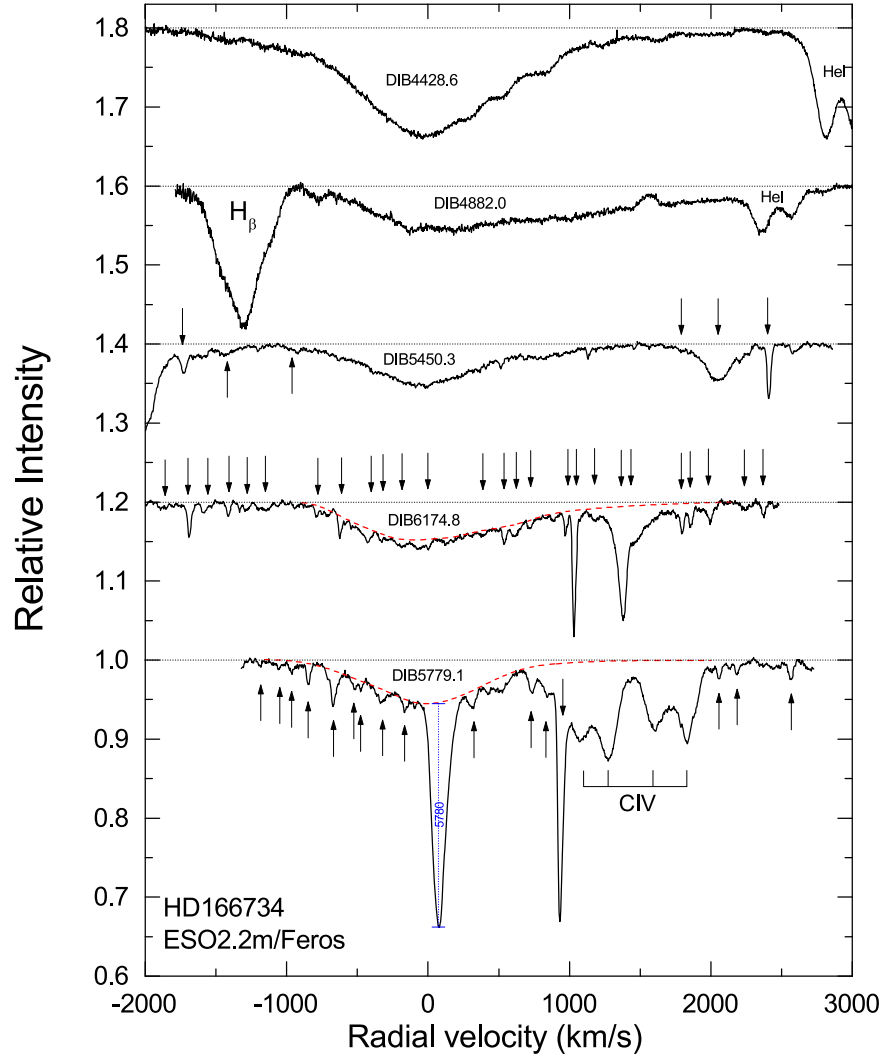 1.8
1.7
1.6
1.5
1.4
1.3
1.2
1.1
1.0
0.9
0.8
0.7
0.6
Relative Intensity
DIB4428.6
HeI
Hβ
DIB4882.0
HeI
DIB5450.3
DIB6174.8
DIB5779.1
5780
CIV
HD166734
ESO2.2m/Feros
-2000 -1000 0 1000 2000 3000
Radial velocity (km/s)